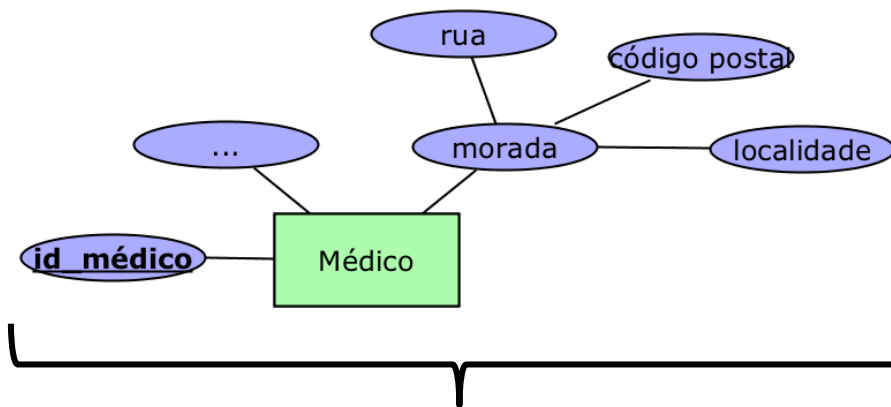 rua
código postal
...
morada
localidade
id_médico
Médico